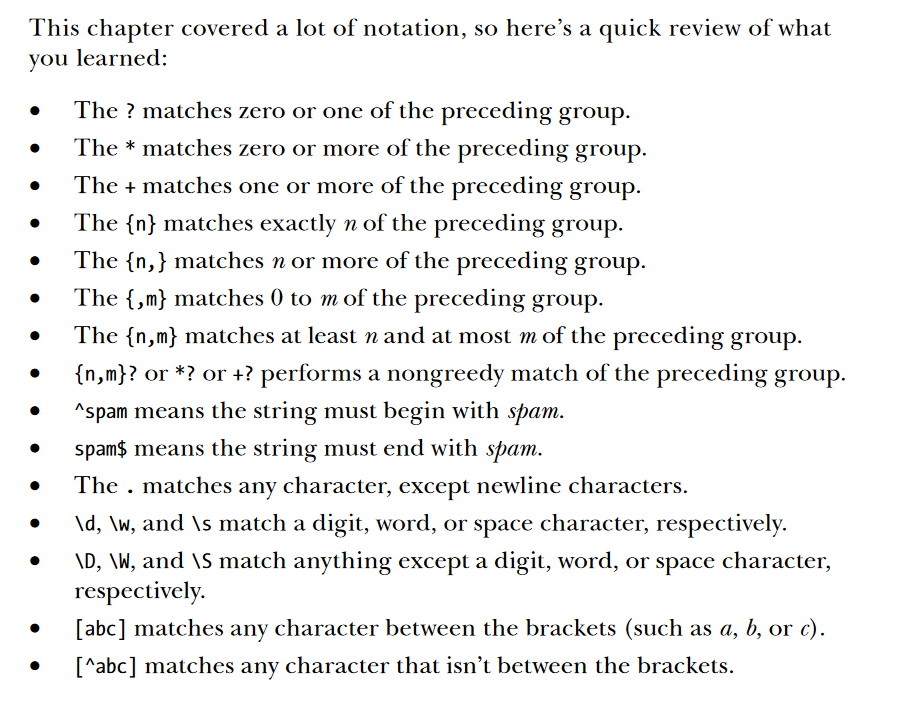 This chapter covered a lot of notation, so here’s a quick review of what
you learned:
• The ? matches zero or one of the preceding group.
• The * matches zero or more of the preceding group.
• The + matches one or more of the preceding group.
• The {n} matches exactly n of the preceding group.
• The {n,} matches n or more of the preceding group.
• The {,m} matches 0 to m of the preceding group.
• The {n,m} matches at least n and at most m of the preceding group.
• {n,m}? or *? or +? performs a nongreedy match of the preceding group.
• ^spam means the string must begin with spam.
• spam$ means the string must end with spam.
• The . matches any character, except newline characters.
• \d, \w, and \s match a digit, word, or space character, respectively.
• \D, \W, and \S match anything except a digit, word, or space character,
respectively.
• [abc] matches any character between the brackets (such as a, b, or c).
• [^abc] matches any character that isn’t between the brackets.